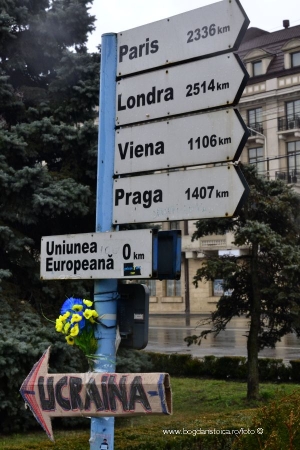 Paris 2336 km
Londra 2514 km
Viena 1106 km
Praga 1407 km
Uniunea
Europeană 0 km
UCRAINA
www.bogdanstoica.ro/foto ©